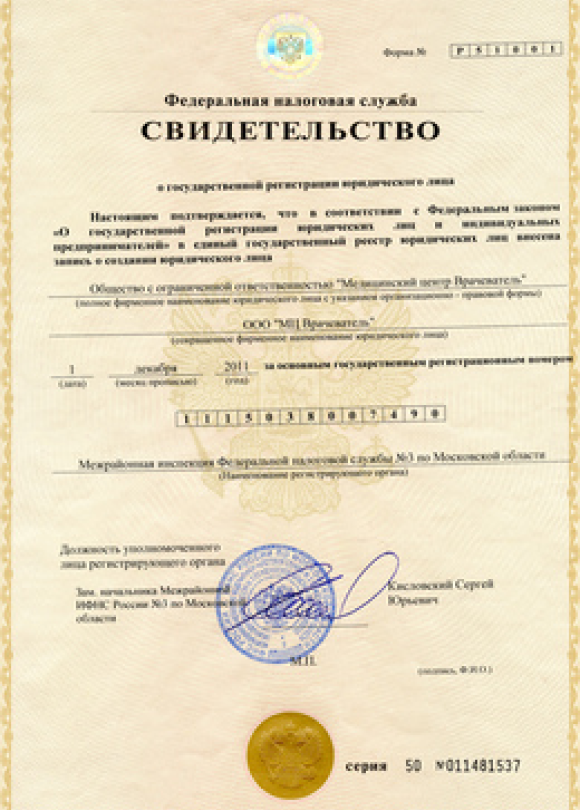 Форма № Р 5 1 0 0 1
Федеральная налоговая служба
СВИДЕТЕЛЬСТВО
о государственной регистрации юридического лица
Настоящим подтверждается, что в соответствии с Федеральным законом
«О государственной регистрации юридических лиц и индивидуальных
предпринимателей» в единый государственный реестр юридических лиц внесена
запись о создании юридического лица
Общество с ограниченной ответственностью "Медицинский центр Врачеватель"
(полное фирменное наименование юридического лица с указанием организационно - правовой формы)
ООО "МЦ Врачеватель"
(сокращенное фирменное наименование юридического лица)
1 декабря 2011 за основным государственным регистрационным номером
(дата) (месяц прописью) (год)
1 1 1 5 0 3 8 0 0 7 4 9 0
Межрайонная инспекция Федеральной налоговой службы №3 по Московской области
(Наименование регистрирующего органа)
Должность уполномоченного
лица регистрирующего органа
Зам. начальника Межрайонной
ИФНС России №3 по Московской
области
Кисловский Сергей
Юрьевич
М.П.
(подпись, Ф.И.О.)
серия 50 №011481537